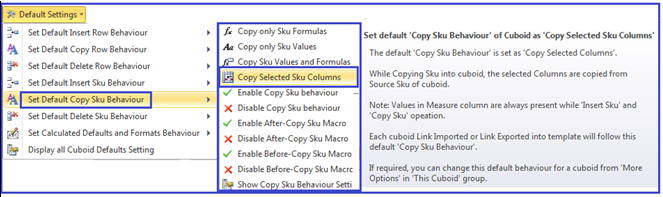 Default Settings
Set Default Insert Row Behaviour
Set Default Copy Row Behaviour
Set Default Delete Row Behaviour
Set Default Insert Sku Behaviour
Set Default Copy Sku Behaviour
Set Default Delete Sku Behaviour
Set Calculated Defaults and Formats Behaviour
Display all Cuboid Defaults Setting
Copy only Sku Formulas
Copy only Sku Values
Copy Sku Values and Formulas
Copy Selected Sku Columns
Enable Copy Sku behaviour
Disable Copy Sku behaviour
Enable After-Copy Sku Macro
Disable After-Copy Sku Macro
Enable Before-Copy Sku Macro
Disable Before-Copy Sku Macro
Show Copy Sku Behaviour Setti
Set default 'Copy Sku Behaviour' of Cuboid as 'Copy Selected Sku Columns'
The default 'Copy Sku Behaviour' is set as 'Copy Selected Columns'.
While Copying Sku into cuboid, the selected Columns are copied from
Source Sku of cuboid.
Note: Values in Measure column are always present while 'Insert Sku' and
'Copy Sku' opeation.
Each cuboid Link Imported or Link Exported into template will follow this
default 'Copy Sku Behaviour'.
If required, you can change this default behaviour for a cuboid from 'More
Options' in 'This Cuboid' group.